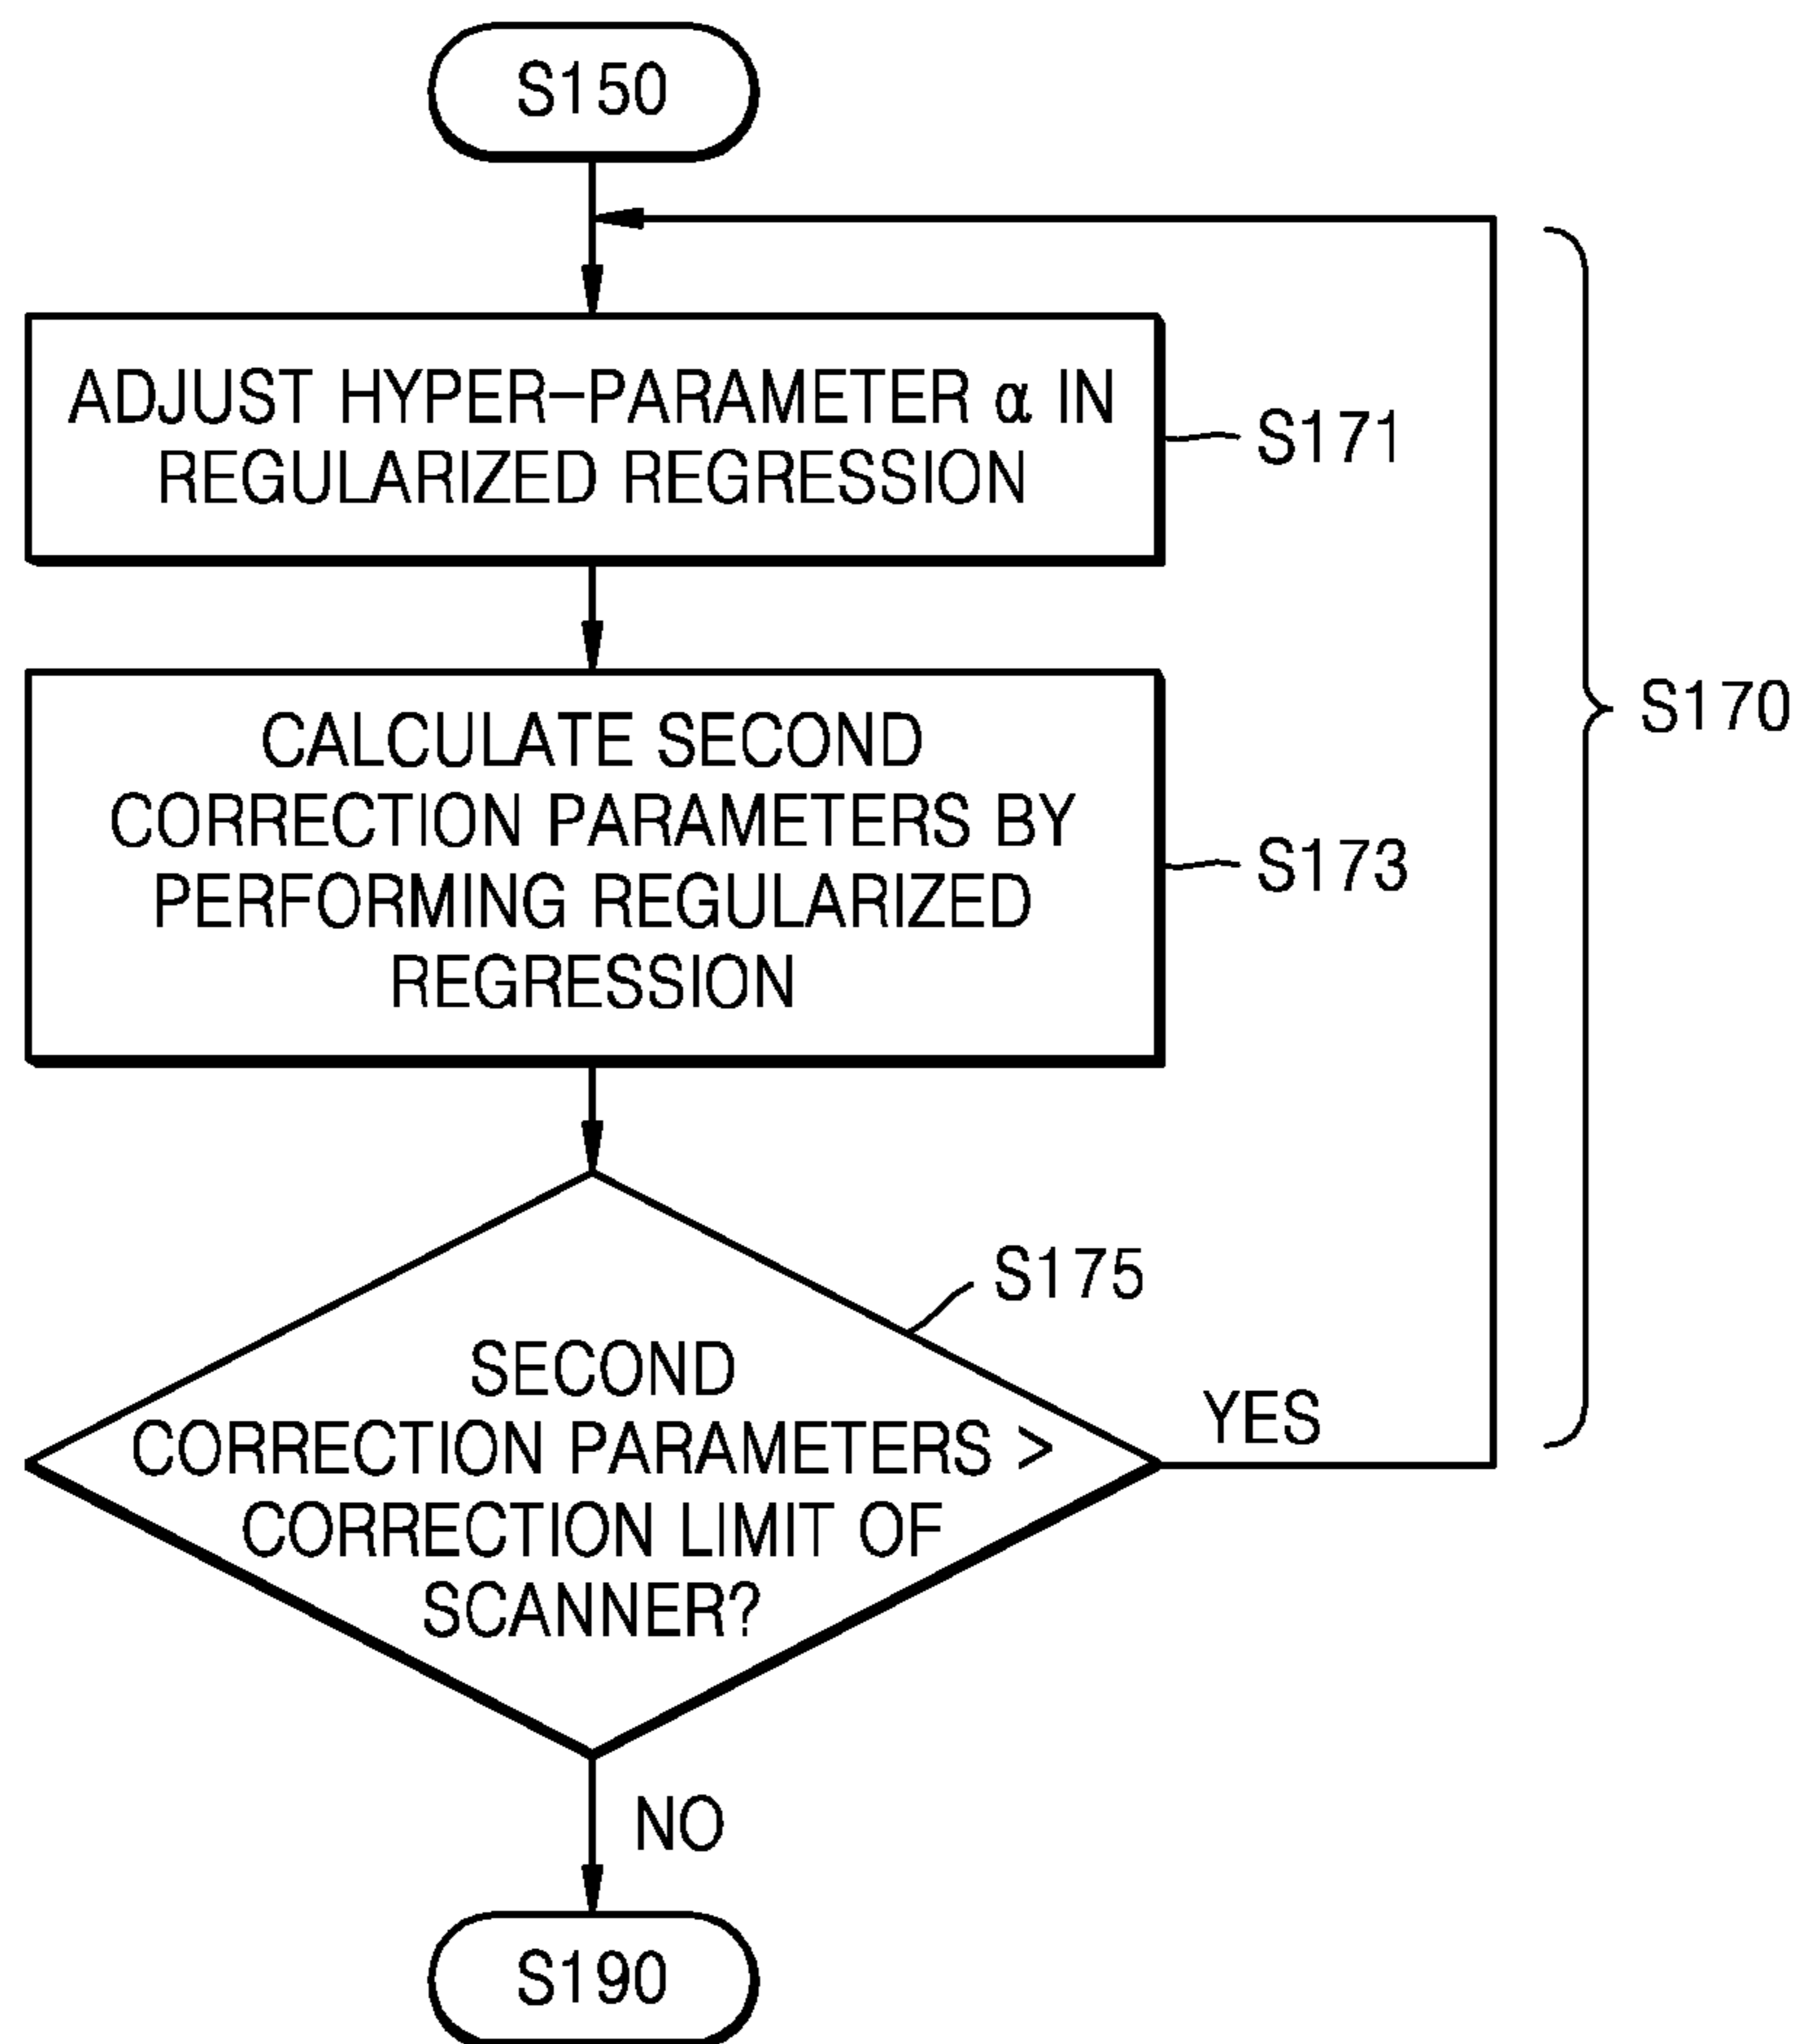 S150
ADJUST HYPER-PARAMETER α IN
REGULARIZED REGRESSION
S171
S170
CALCULATE SECOND
CORRECTION PARAMETERS BY
PERFORMING REGULARIZED
REGRESSION
S173
S175
SECOND
CORRECTION PARAMETERS >
CORRECTION LIMIT OF
SCANNER?
YES
NO
S190